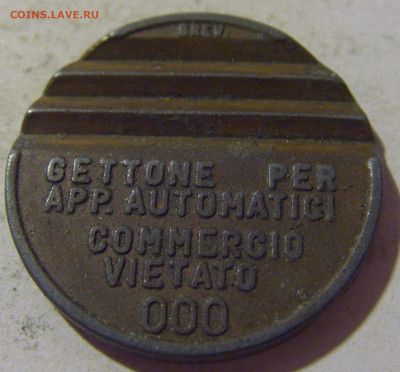 COINS.LAVE.RU
BREV.
GETTONE PER
APP. AUTOMATICI
COMMERCIO
VIETATO
000